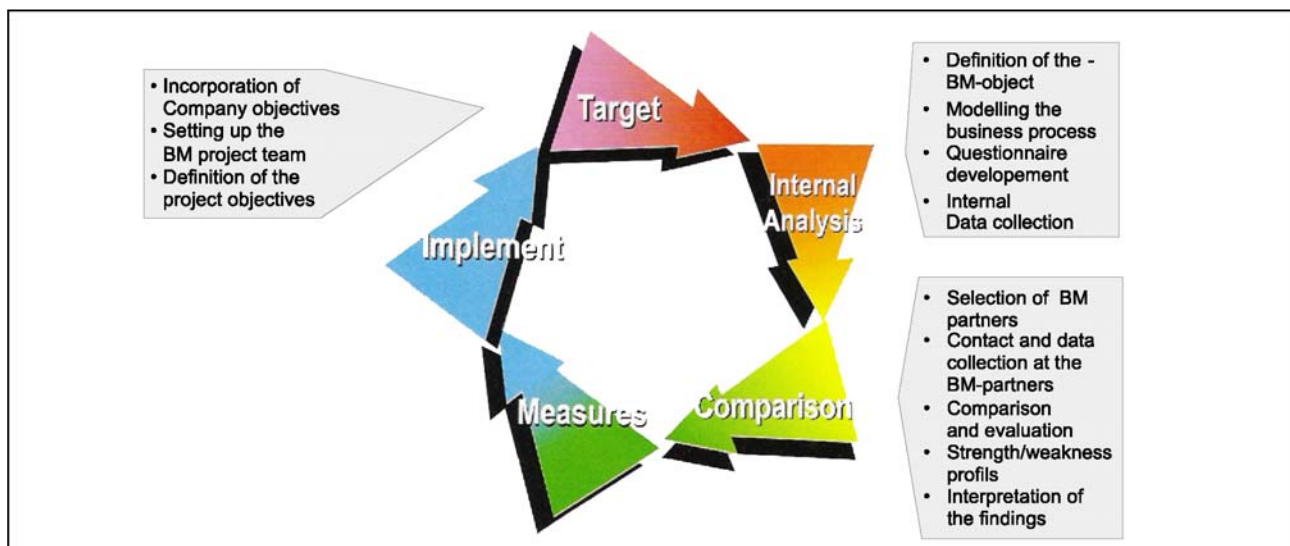 • Incorporation of
Company objectives
• Setting up the
BM project team
• Definition of the
project objectives
Target
Internal
Analysis
Comparison
Measures
Implement
• Definition of the -
BM-object
• Modelling the
business process
• Questionnaire
developement
• Internal
Data collection
• Selection of BM
partners
• Contact and data
collection at the
BM-partners
• Comparison
and evaluation
• Strength/weakness
profils
• Interpretation of
the findings